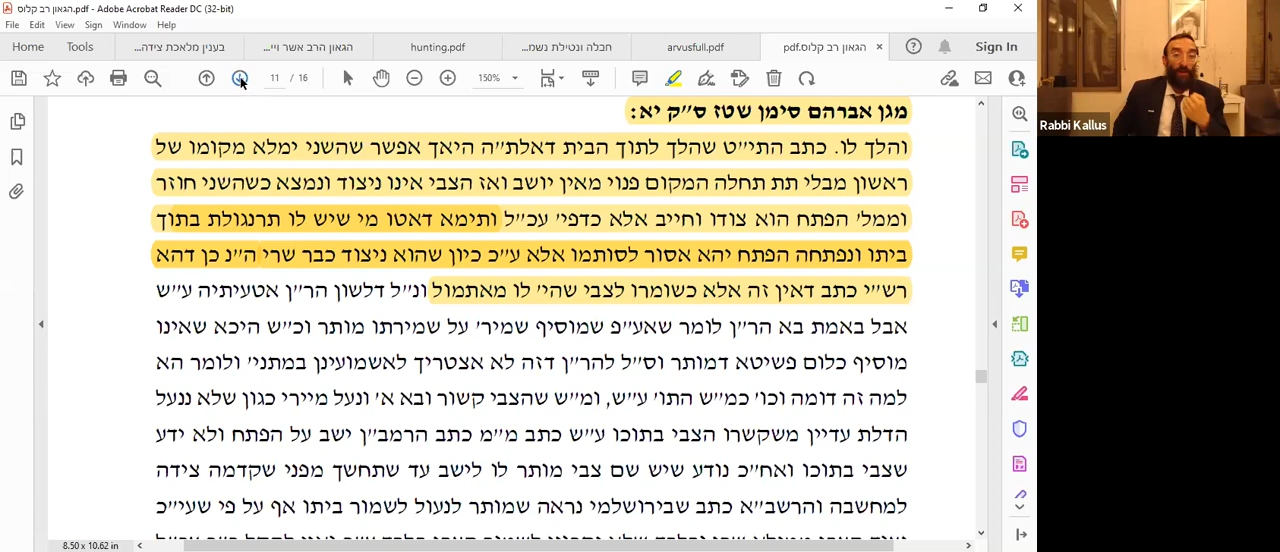 הגאון רב קלוס.pdf - Adobe Acrobat Reader DC (32-bit)
File Edit View Sign Window Help
Home Tools בענין מלאכת צידה... הגאון הרב אשר ויי... hunting.pdf חבלה ונטילת נשמ... arvusfull.pdf הגאון רב קלוס.pdf × Sign In
11 / 16 150%
מגן אברהם סימן שטז ס״ק יא:
והלך לו. כתב התי״ט שהלך לתוך הבית דאלת״ה היאך אפשר שהשני ימלא מקומו של
ראשון מבלי תת תחלה המקום פנוי מאין יושב ואז הצבי אינו ניצוד ונמצא כשהשני חוזר
וממל׳ הפתח הוא צודו וחייב אלא כדפי׳ עכ״ל ותימא דאטו מי שיש לו תרנגולת בתוך
ביתו ונפתחה הפתח יהא אסור לסותמו אלא ע״כ כיון שהוא ניצוד כבר שרי ה״נ כן דהא
רש״י כתב דאין זה אלא כשומרו לצבי שהי׳ לו מאתמול ונ״ל דלשון הר״ן אטעיתיה ע״ש
אבל באמת בא הר״ן לומר שאע״פ שמוסיף שמיר׳ על שמירתו מותר וכ״ש היכא שאינו
מוסיף כלום פשיטא דמותר וס״ל להר״ן דזה לא אצטריך לאשמועינן במתני׳ ולומר הא
למה זה דומה וכו׳ כמ״ש התו׳ ע״ש, ומ״ש שהצבי קשור ובא א׳ ונעל מיירי כגון שלא ננעל
הדלת עדיין משקשרו הצבי בתוכו ע״ש כתב מ״מ כתב הרמב״ן ישב על הפתח ולא ידע
שצבי בתוכו ואח״כ נודע שיש שם צבי מותר לו לישב עד שתחשך מפני שקדמה צידה
למחשבה והרשב״א כתב שבירושלמי נראה שמותר לנעול לשמור ביתו אף על פי שעי״כ
8.50 x 10.62 in
Rabbi Kallus